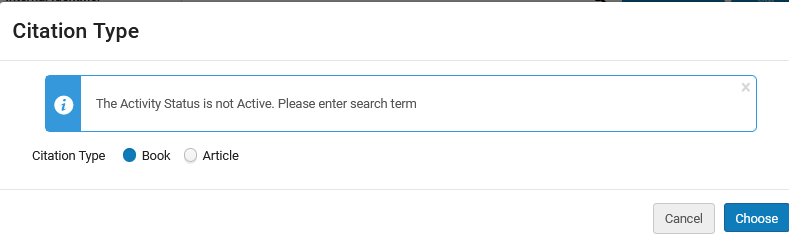 Citation Type
The Activity Status is not Active. Please enter search term
×
Citation Type Book Article
Cancel Choose